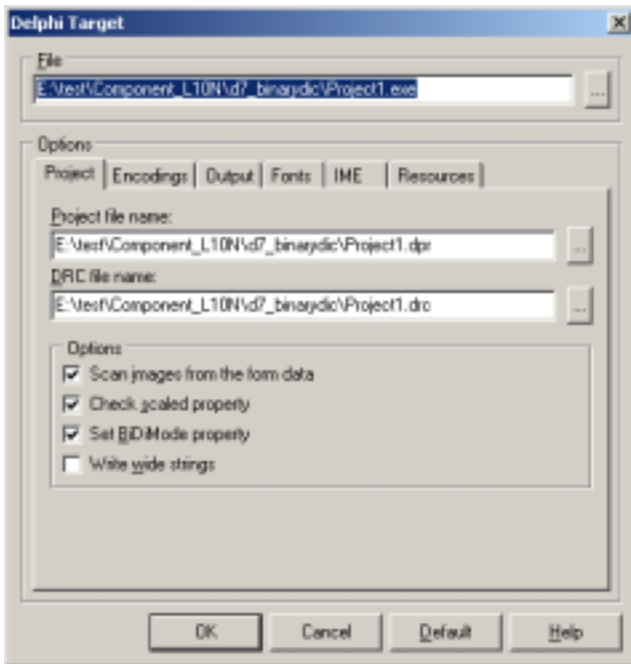 Delphi Target
File
E:\test\Component_L10N\d7_binarydic\Project1.exe
...
Options
Project Encodings Output Fonts IME Resources
Project file name:
E:\test\Component_L10N\d7_binarydic\Project1.dpr
...
DRC file name:
E:\test\Component_L10N\d7_binarydic\Project1.drc
...
Options
Scan images from the form data
Check scaled property
Set BiDiMode property
Write wide strings
OK Cancel Default Help